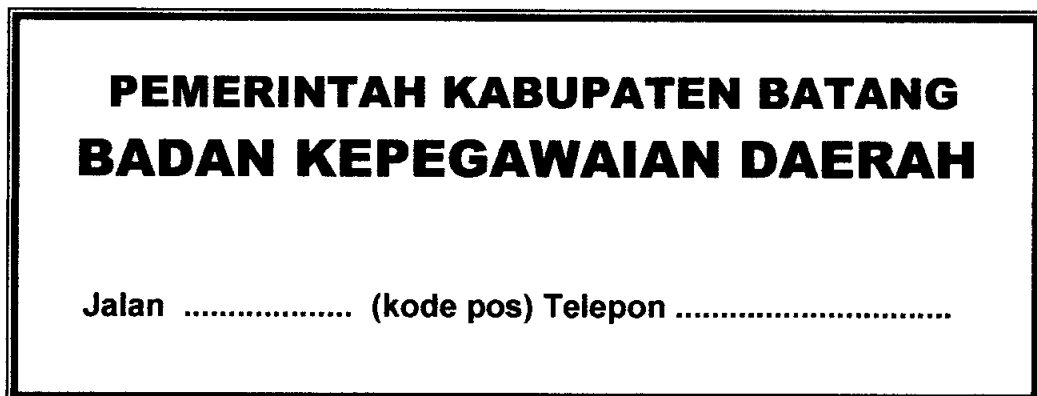 PEMERINTAH KABUPATEN BATANG
BADAN KEPEGAWAIAN DAERAH
Jalan ................... (kode pos) Telepon ...............................